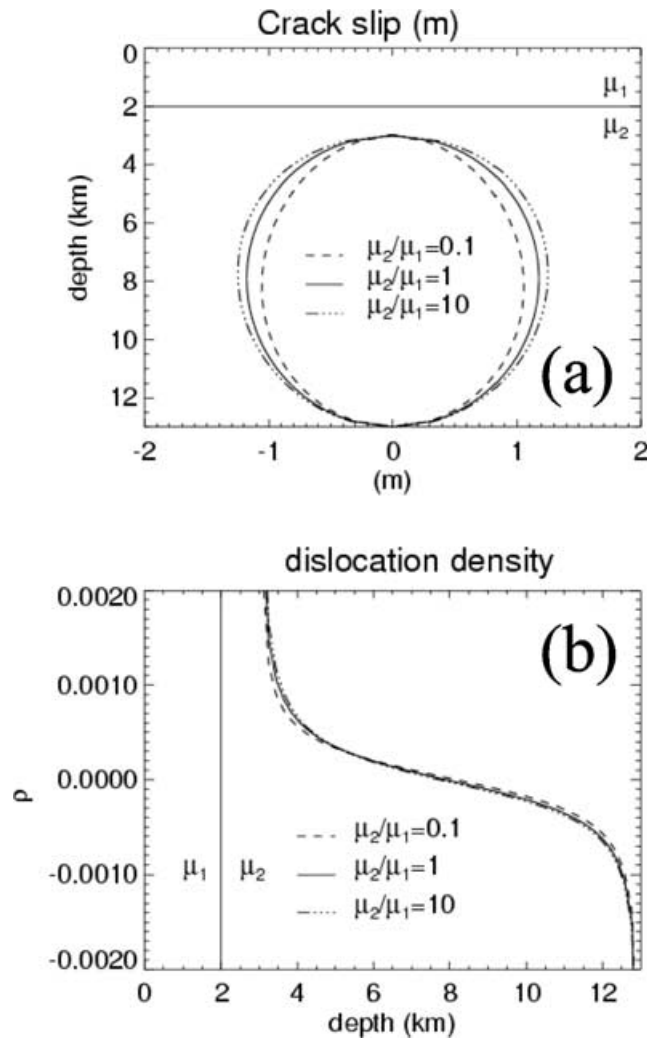 Crack slip (m)
0
2
4
6
8
10
12
depth (km)
μ₁
μ₂
μ₂/μ₁=0.1
μ₂/μ₁=1
μ₂/μ₁=10
(a)
-2 -1 0 1 2
(m)
dislocation density
0.0020
0.0010
0.0000
-0.0010
-0.0020
ρ
(b)
μ₁ μ₂
μ₂/μ₁=0.1
μ₂/μ₁=1
μ₂/μ₁=10
0 2 4 6 8 10 12
depth (km)